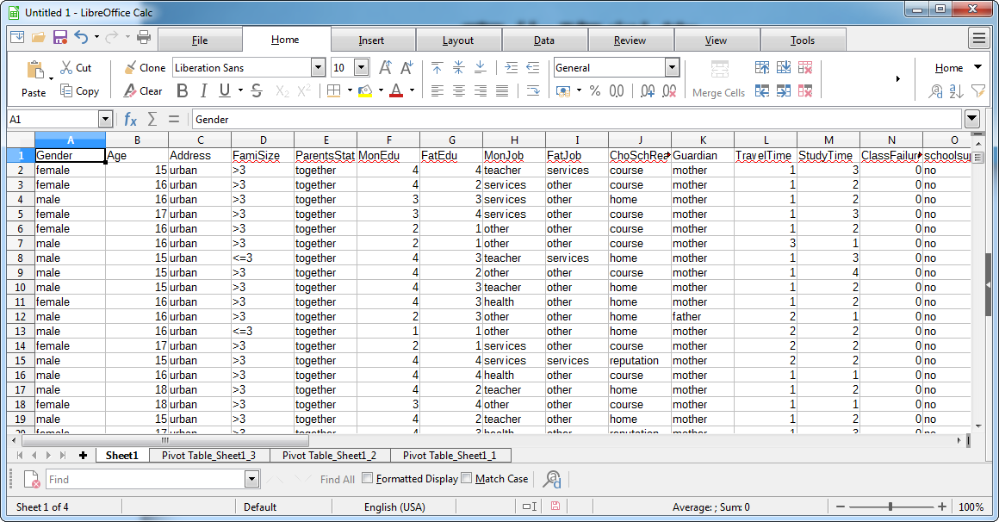 Untitled 1 - LibreOffice Calc
File Home Insert Layout Data Review View Tools
Cut Clone Liberation Sans 10 General Home
Paste Copy Clear Merge Cells
A1 Gender
A B C D E F G H I J K L M N O
1 Gender Age Address FamiSize ParentsStat MonEdu FatEdu MonJob FatJob ChoSchRea Guardian TravelTime StudyTime ClassFailur schoolsup
2 female 15 urban >3 together 4 4 teacher services course mother 1 3 0 no
3 female 16 urban >3 together 4 2 services other course mother 1 2 0 no
4 male 16 urban >3 together 3 3 services other home mother 1 2 0 no
5 female 17 urban >3 together 3 4 services other course mother 1 3 0 no
6 female 16 urban >3 together 2 1 other other course mother 1 2 0 no
7 male 16 urban >3 together 2 1 other other course mother 3 1 0 no
8 male 15 urban <=3 together 4 3 teacher services home mother 1 3 0 no
9 male 15 urban >3 together 4 2 other other course mother 1 4 0 no
10 male 15 urban >3 together 4 3 teacher other home mother 1 2 0 no
11 female 16 urban >3 together 4 3 health other home mother 1 2 0 no
12 male 16 urban >3 together 2 3 other other home father 2 1 0 no
13 male 16 urban <=3 together 1 1 other other home mother 2 2 0 no
14 female 17 urban >3 together 2 1 services other course mother 2 2 0 no
15 male 15 urban >3 together 4 4 services services reputation mother 2 2 0 no
16 male 16 urban >3 together 4 4 health other course mother 1 1 0 no
17 male 18 urban >3 together 4 2 teacher other home mother 1 2 0 no
18 female 18 urban >3 together 3 4 other other course mother 1 1 0 no
19 male 15 urban >3 together 4 2 teacher other home mother 1 2 0 no
20 female 17 urban >3 together 4 3 health other reputation mother 1 3 0 no
Sheet1 Pivot Table_Sheet1_3 Pivot Table_Sheet1_2 Pivot Table_Sheet1_1
Find Find All Formatted Display Match Case
Sheet 1 of 4 Default English (USA) Average: ; Sum: 0 100%